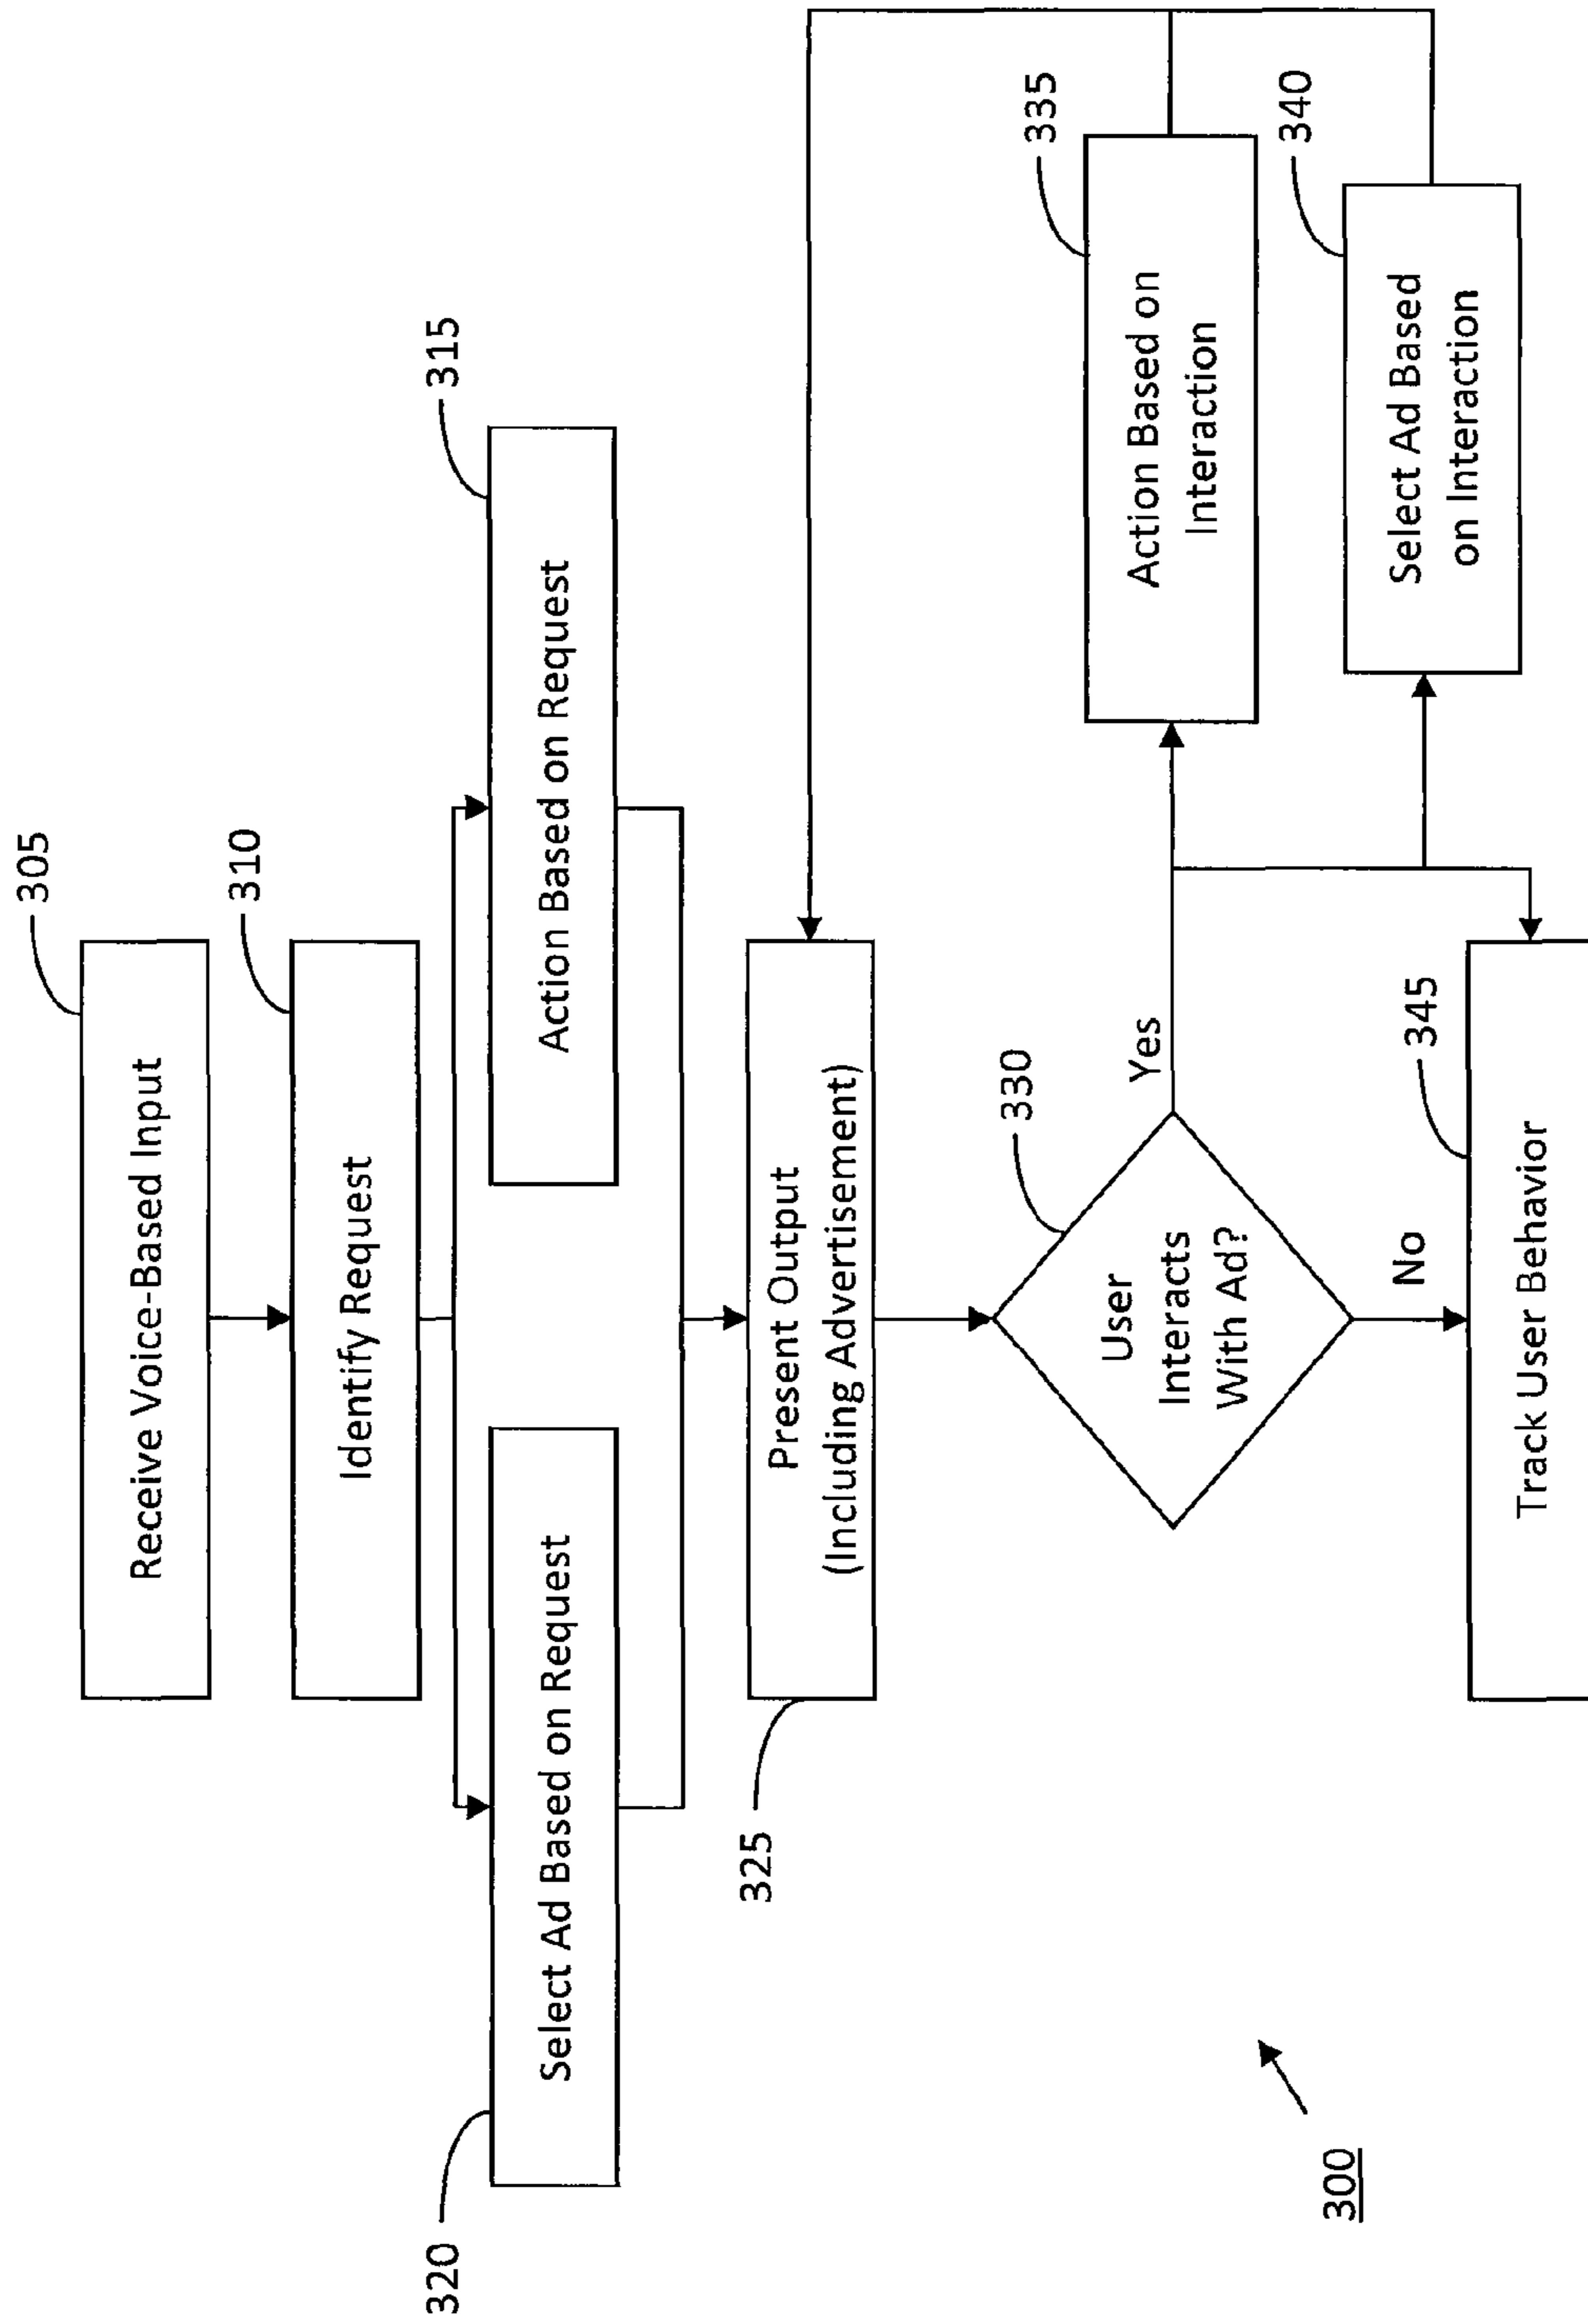 305
Receive Voice-Based Input
310
Identify Request
320
Select Ad Based on Request
315
Action Based on Request
325
Present Output
(Including Advertisement)
330
User
Interacts
With Ad?
Yes
335
Action Based on
Interaction
340
Select Ad Based
on Interaction
No
345
Track User Behavior
300